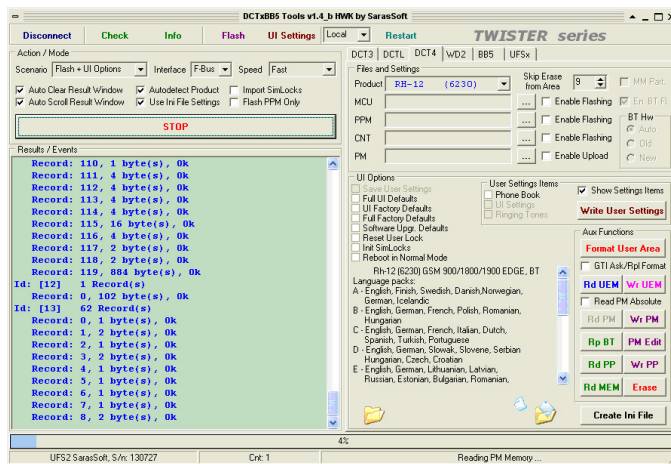 DCTxBB5 Tools v1.4_b HWK by SarasSoft
Disconnect Check Info Flash UI Settings Local Restart TWISTER series
Action / Mode
Scenario Flash + UI Options Interface F-Bus Speed Fast
Auto Clear Result Window Autodetect Product Import SimLocks
Auto Scroll Result Window Use Ini File Settings Flash PPM Only
STOP
Results / Events
Record: 110, 1 byte(s), Ok
Record: 111, 4 byte(s), Ok
Record: 112, 4 byte(s), Ok
Record: 113, 4 byte(s), Ok
Record: 114, 4 byte(s), Ok
Record: 115, 16 byte(s), Ok
Record: 116, 4 byte(s), Ok
Record: 117, 2 byte(s), Ok
Record: 118, 2 byte(s), Ok
Record: 119, 884 byte(s), Ok
Id: [12] 1 Record(s)
Record: 0, 102 byte(s), Ok
Id: [13] 62 Record(s)
Record: 0, 1 byte(s), Ok
Record: 1, 2 byte(s), Ok
Record: 2, 1 byte(s), Ok
Record: 3, 2 byte(s), Ok
Record: 4, 1 byte(s), Ok
Record: 5, 1 byte(s), Ok
Record: 6, 1 byte(s), Ok
Record: 7, 1 byte(s), Ok
Record: 8, 2 byte(s), Ok
DCT3 DCTL DCT4 WD2 BB5 UFSx
Files and Settings
Product RH-12 (6230) Skip Erase from Area 9 MM Part.
MCU ... Enable Flashing En. BT Fl.
PPM ... Enable Flashing BT Hw
Auto
CNT ... Enable Flashing Old
PM ... Enable Upload New
UI Options
Save User Settings
Full UI Defaults
UI Factory Defaults
Full Factory Defaults
Software Upgr. Defaults
Reset User Lock
Init SimLocks
Reboot in Normal Mode
User Settings Items
Phone Book
UI Settings
Ringing Tones
Show Settings Items
Write User Settings
Rh-12 (6230) GSM 900/1800/1900 EDGE, BT
Language packs:
A - English, Finish, Swedish, Danish,Norwegian,
German, Icelandic
B - English, German, French, Polish, Romanian,
Hungarian
C - English, German, French, Italian, Dutch,
Spanish, Turkish, Portuguese
D - English, German, Slowak, Slovene, Serbian
Hungarian, Czech, Croatian
E - English, German, Lithuanian, Latvian,
Russian, Estonian, Bulgarian, Romanian,
Aux Functions
Format User Area
GTI Ask/Rpl Format
Rd UEM Wr UEM
Read PM Absolute
Rd PM Wr PM
Rp BT PM Edit
Rd PP Wr PP
Rd MEM Erase
Create Ini File
4%
UFS2 SarasSoft, S/n: 130727 Cnt: 1 Reading PM Memory ...